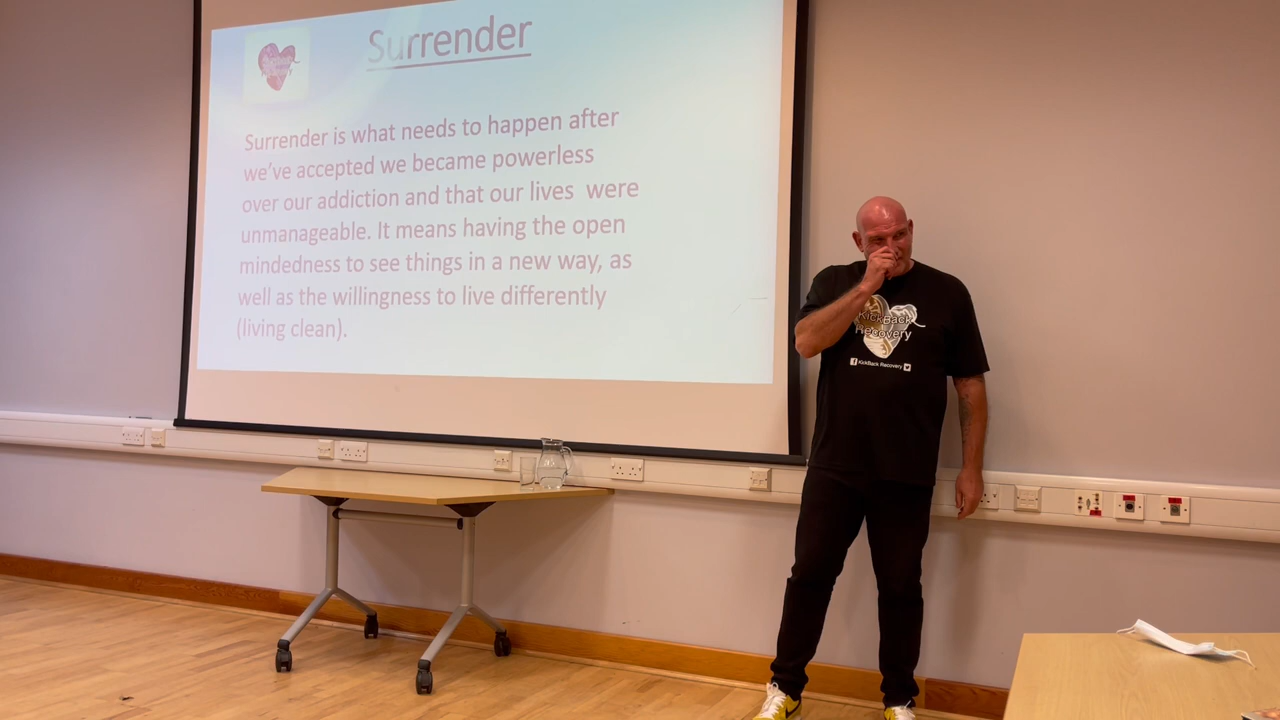 Surrender
Surrender is what needs to happen after
we've accepted we became powerless
over our addiction and that our lives were
unmanageable. It means having the open
mindedness to see things in a new way, as
well as the willingness to live differently
(living clean).
KickBack
Recovery
KickBack Recovery